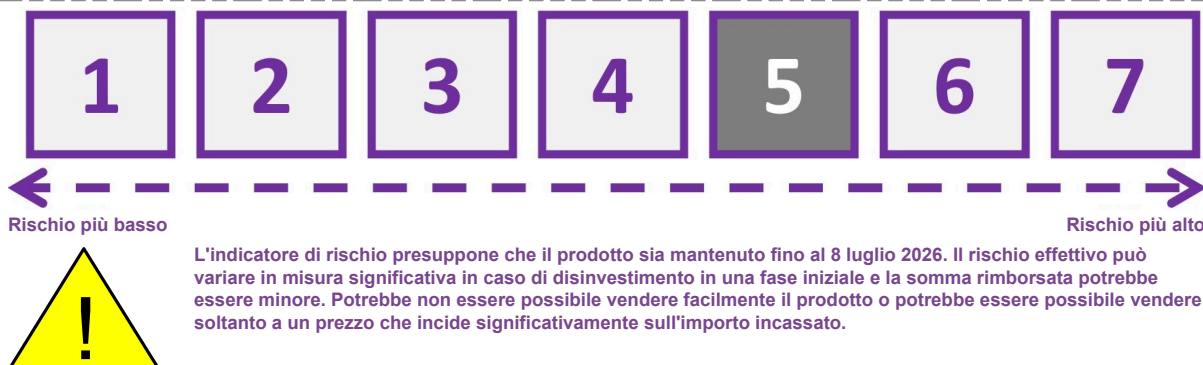 1 2 3 4 5 6 7
Rischio più basso Rischio più alto
L'indicatore di rischio presuppone che il prodotto sia mantenuto fino al 8 luglio 2026. Il rischio effettivo può
variare in misura significativa in caso di disinvestimento in una fase iniziale e la somma rimborsata potrebbe
essere minore. Potrebbe non essere possibile vendere facilmente il prodotto o potrebbe essere possibile vendere
soltanto a un prezzo che incide significativamente sull'importo incassato.
!